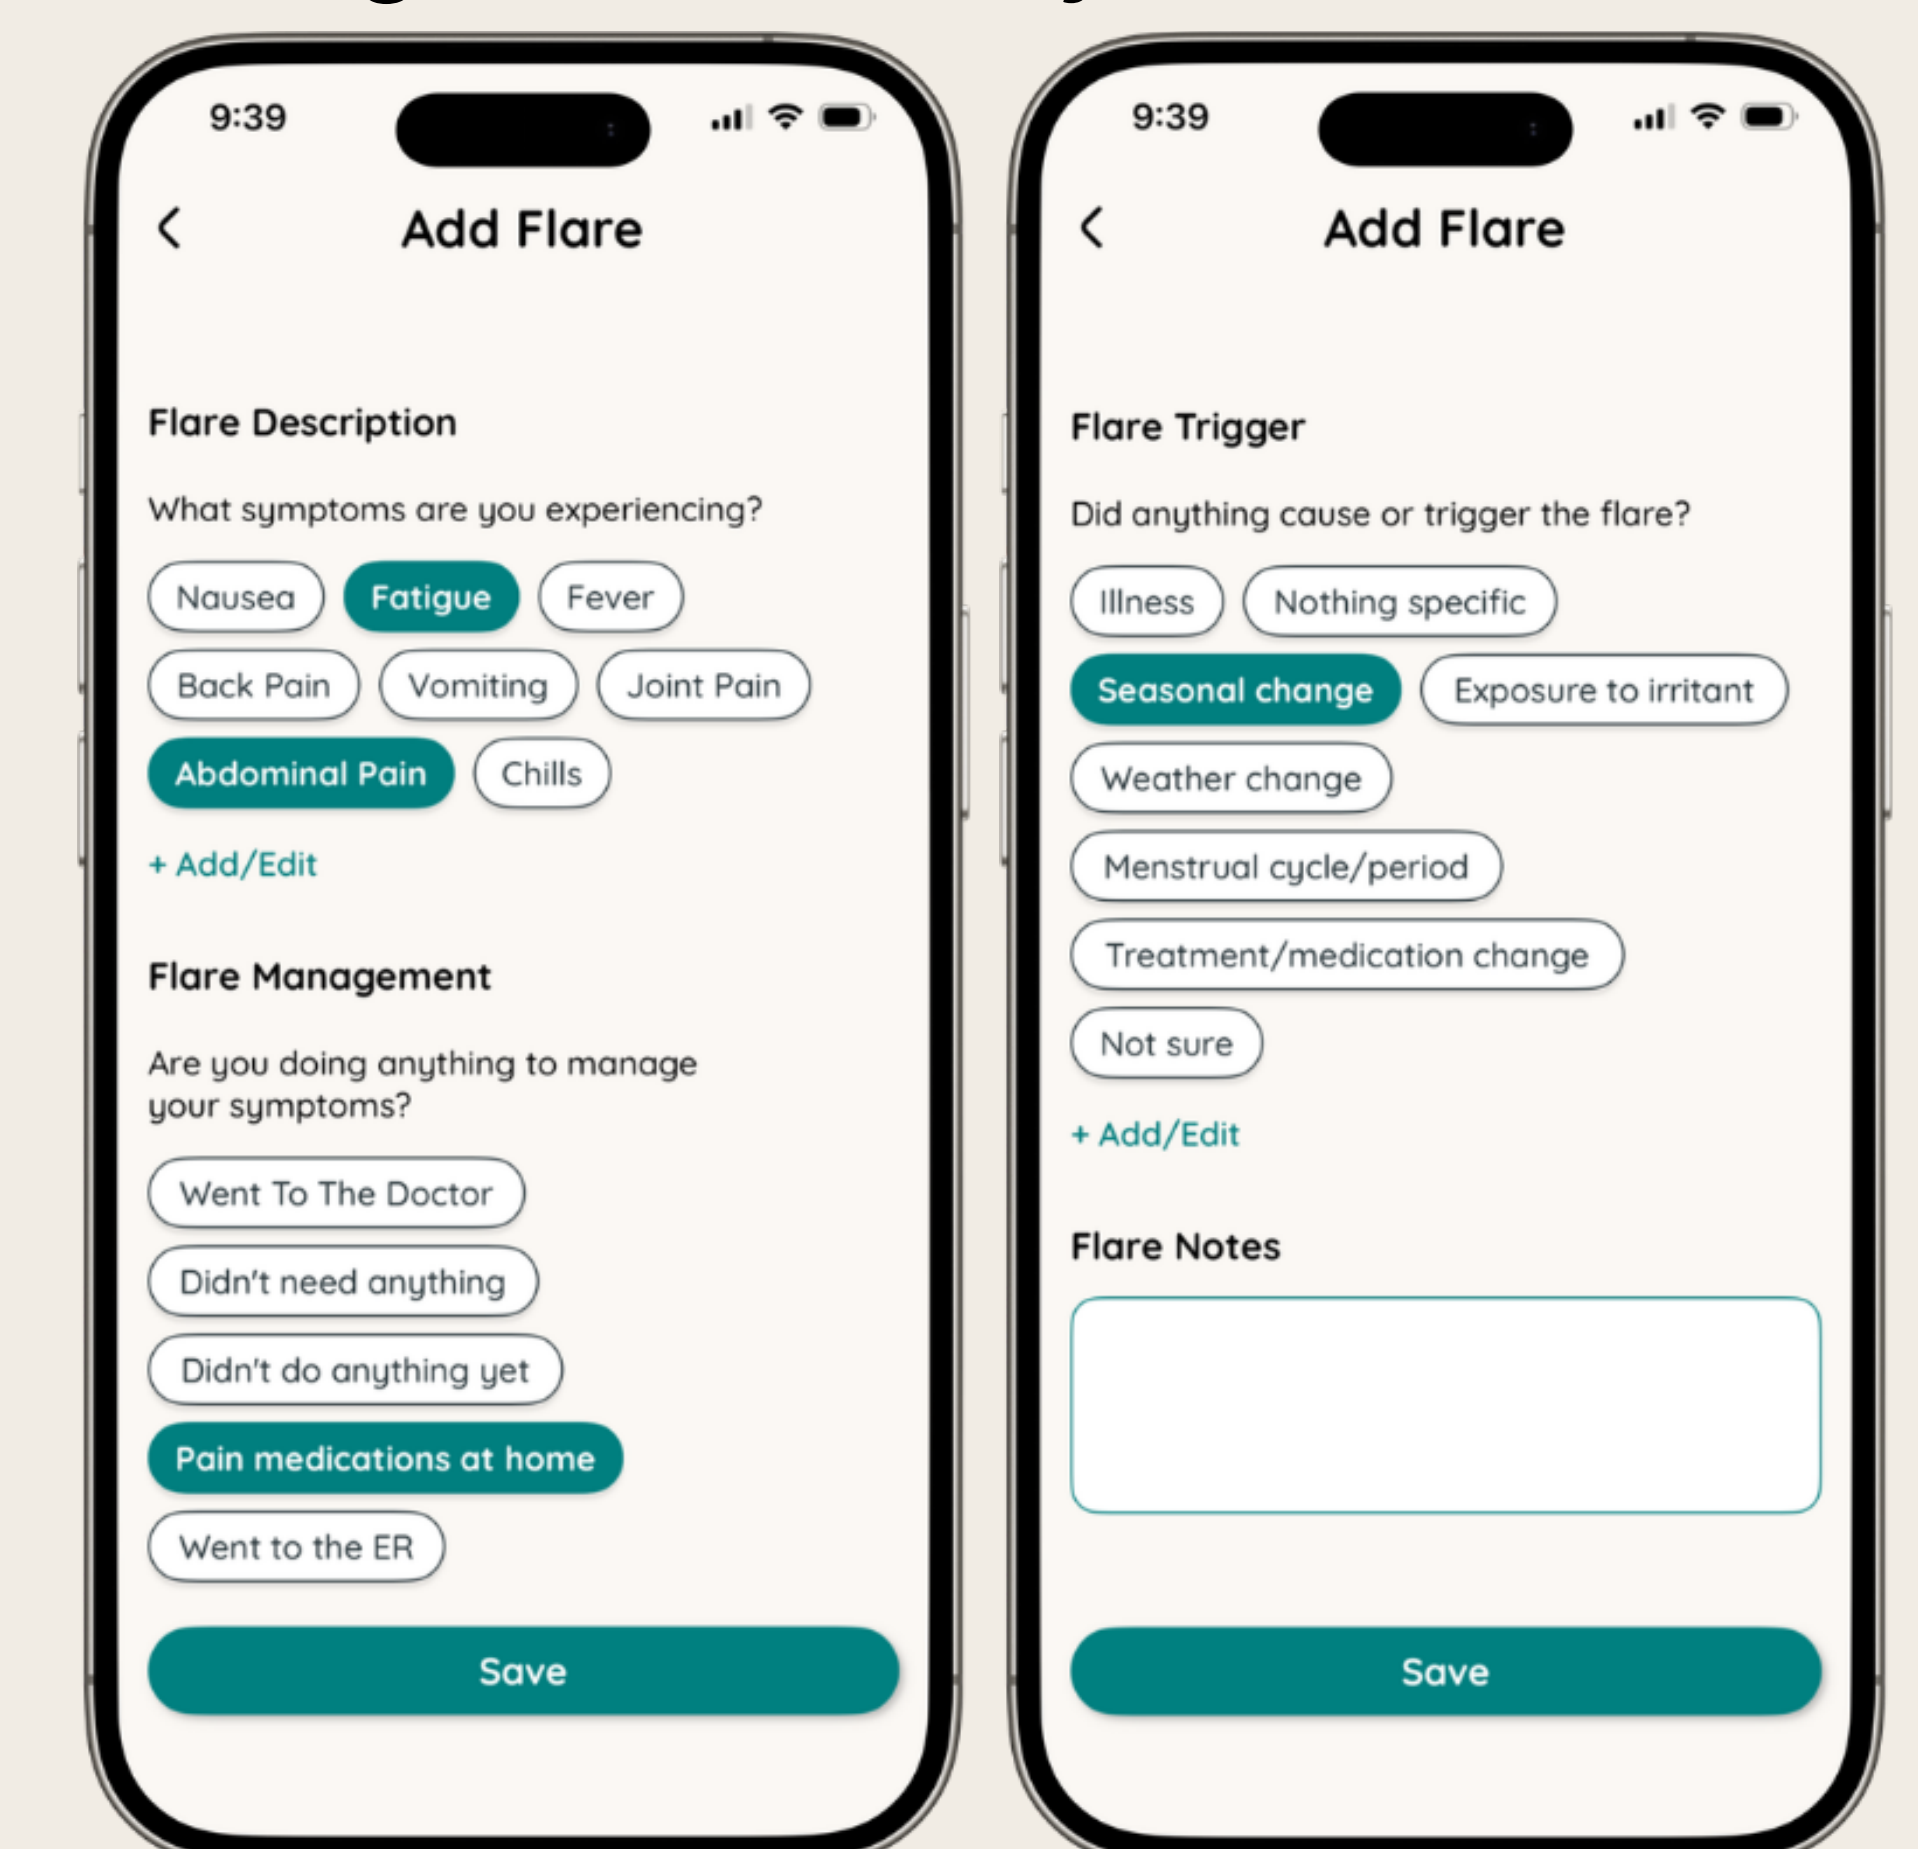 9:39
Add Flare
Flare Description
What symptoms are you experiencing?
Nausea Fatigue Fever
Back Pain Vomiting Joint Pain
Abdominal Pain Chills
+ Add/Edit
Flare Management
Are you doing anything to manage
your symptoms?
Went To The Doctor
Didn't need anything
Didn't do anything yet
Pain medications at home
Went to the ER
Save
9:39
Add Flare
Flare Trigger
Did anything cause or trigger the flare?
Illness Nothing specific
Seasonal change Exposure to irritant
Weather change
Menstrual cycle/period
Treatment/medication change
Not sure
+ Add/Edit
Flare Notes
Save